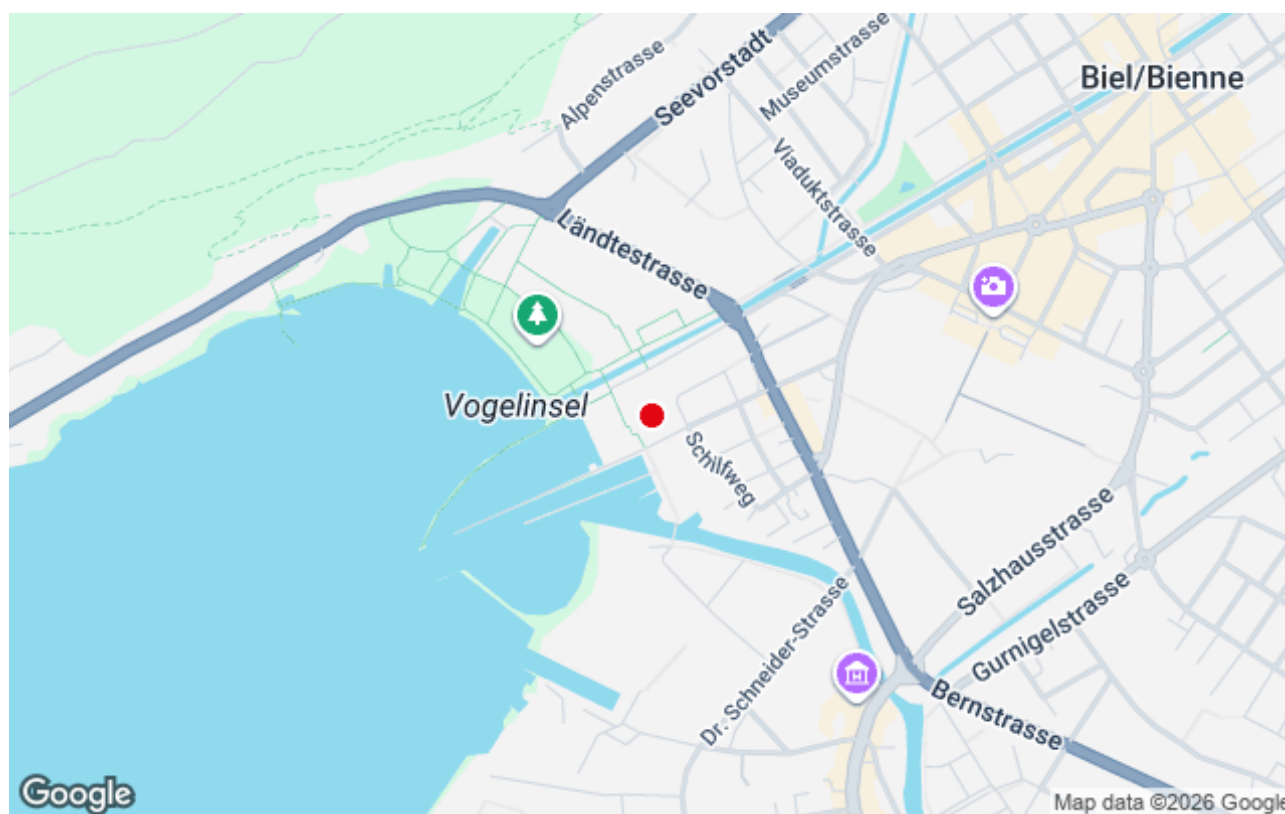 Alpenstrasse
Seevorstadt
Museumstrasse
Biel/Bienne
Viaduktstrasse
Ländtestrasse
Vogelinsel
Schilfweg
Salzhausstrasse
Gurnigelstrasse
Dr. Schneider-Strasse
Bernstrasse
Google
Map data ©2026 Google